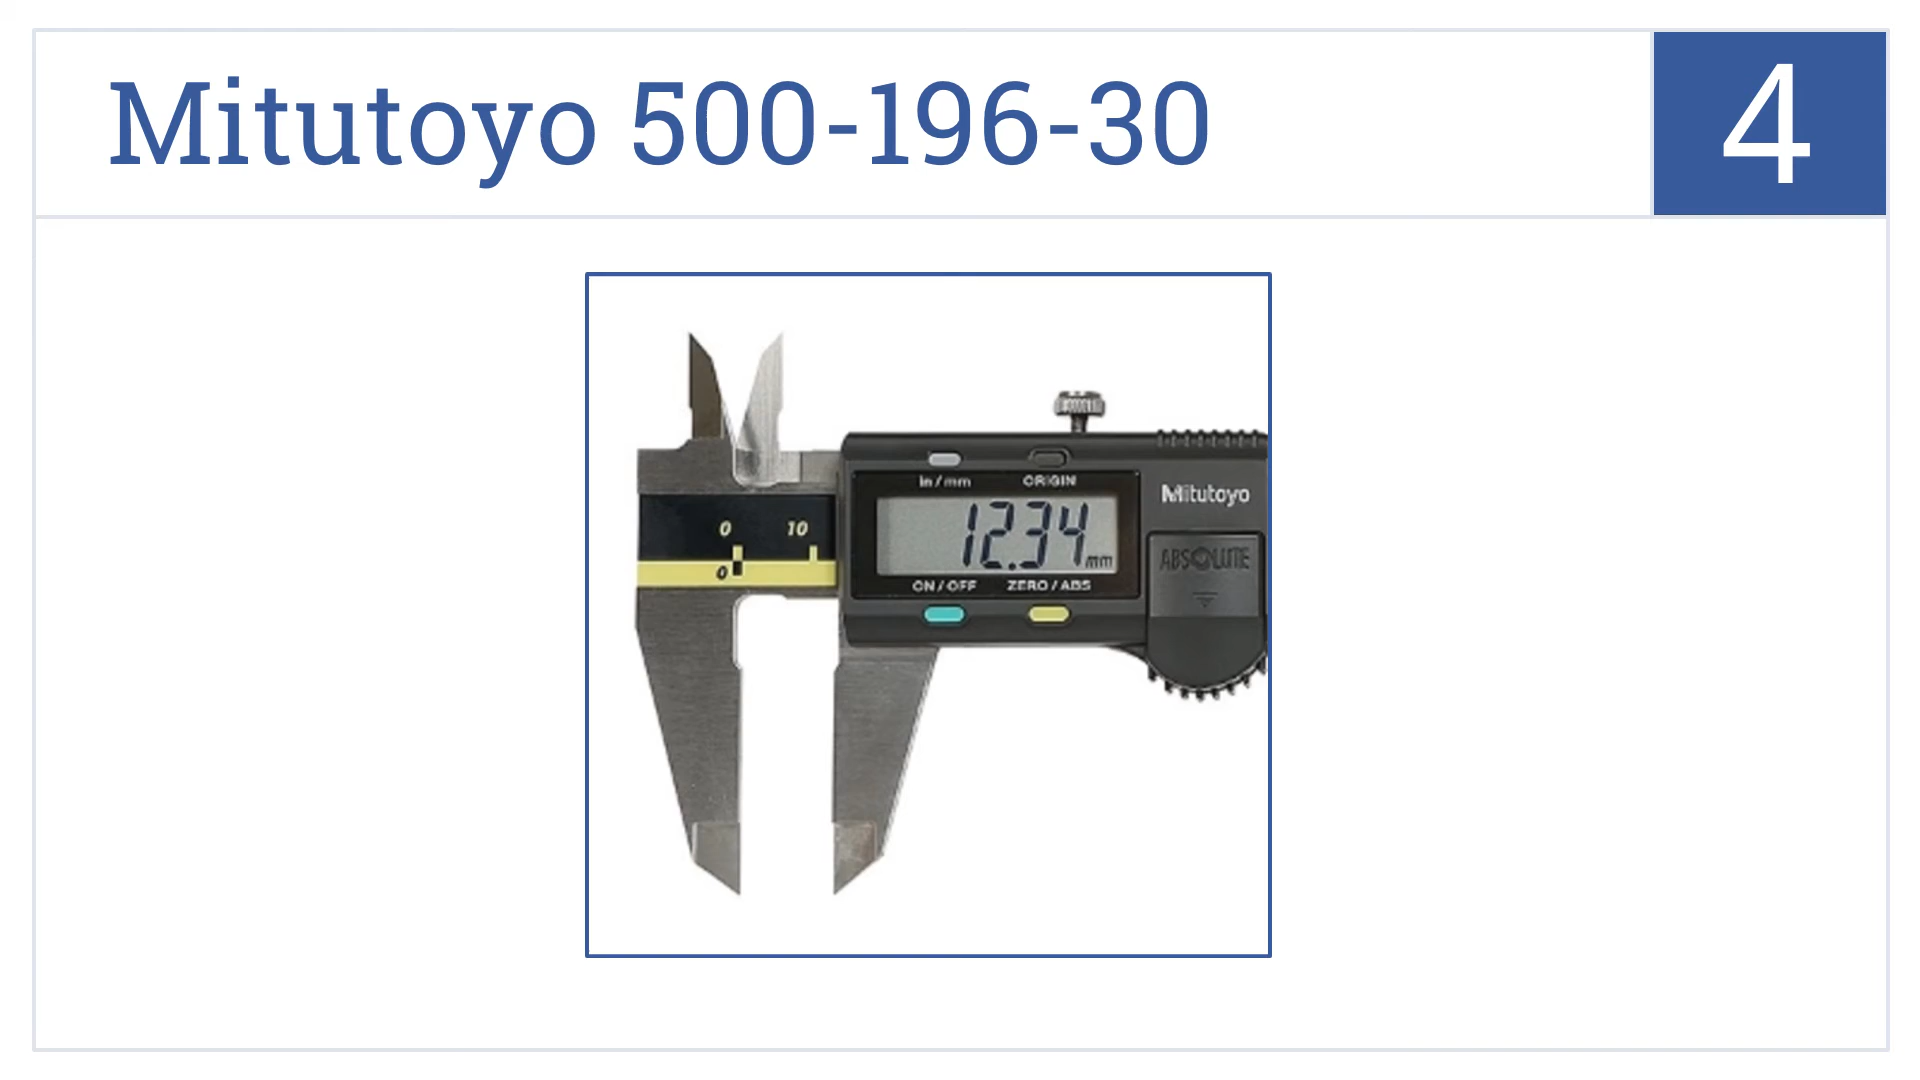 Mitutoyo 500-196-30
4
in/mm ORIGIN
Mitutoyo
12.34 mm
0 10
0
ABSOLUTE
ON/OFF ZERO/ABS